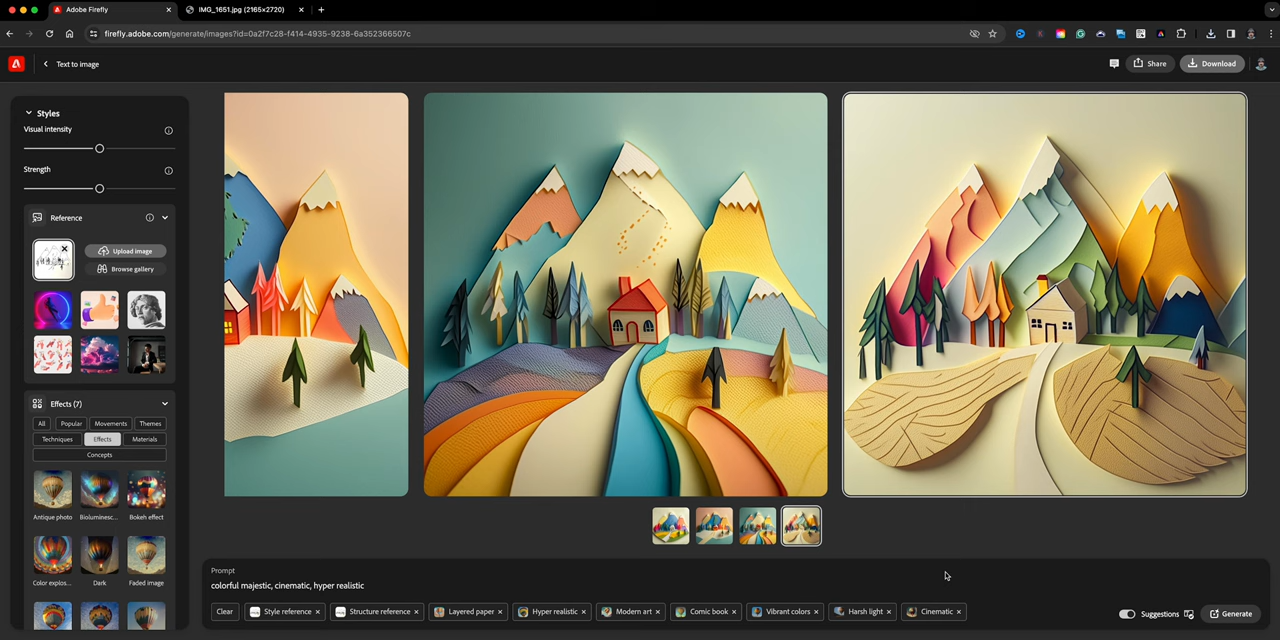 Adobe Firefly
IMG_1651.jpg (2165×2720)
firefly.adobe.com/generate/images?id=0a2f7c28-f414-4935-9238-6a352366507c
Text to image
Share
Download
Styles
Visual intensity
Strength
Reference
Upload image
Browse gallery
Effects (7)
All
Popular
Movements
Themes
Techniques
Effects
Materials
Concepts
Antique photo
Bioluminesc...
Bokeh effect
Color explos...
Dark
Faded image
Prompt
colorful majestic, cinematic, hyper realistic
Clear
Style reference
Structure reference
Layered paper
Hyper realistic
Modern art
Comic book
Vibrant colors
Harsh light
Cinematic
Suggestions
Generate